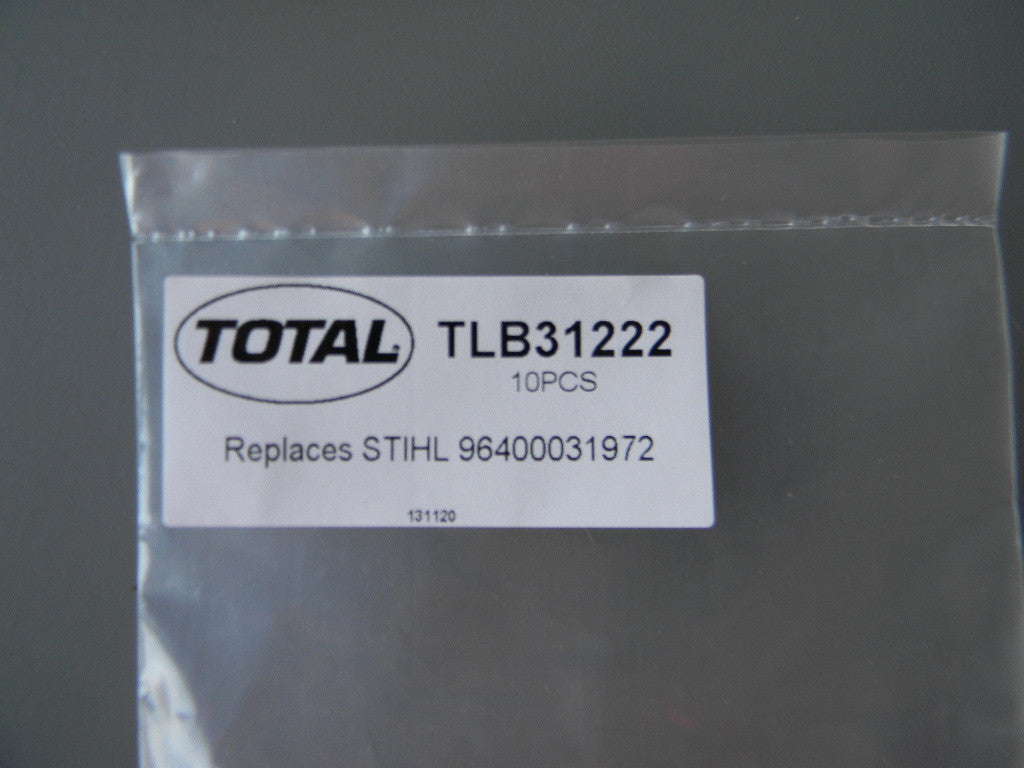 TOTAL
TLB31222
10PCS
Replaces STIHL 96400031972
131120